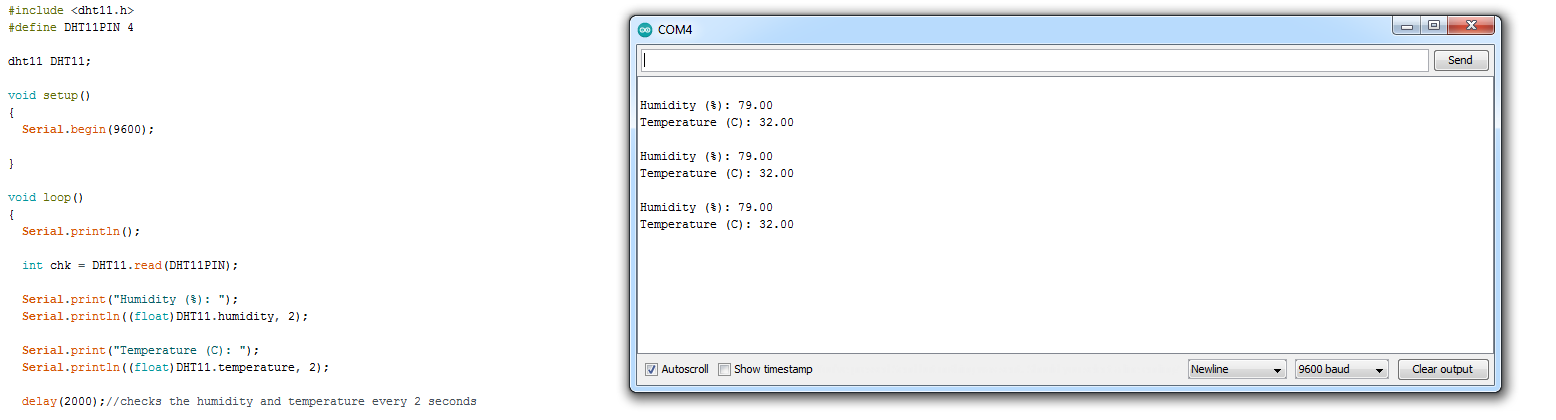 #include <dht11.h>
#define DHT11PIN 4
dht11 DHT11;
void setup()
{
Serial.begin(9600);
}
void loop()
{
Serial.println();
int chk = DHT11.read(DHT11PIN);
Serial.print("Humidity (%): ");
Serial.println((float)DHT11.humidity, 2);
Serial.print("Temperature (C): ");
Serial.println((float)DHT11.temperature, 2);
delay(2000);//checks the humidity and temperature every 2 seconds
COM4
Send
Humidity (%): 79.00
Temperature (C): 32.00
Humidity (%): 79.00
Temperature (C): 32.00
Humidity (%): 79.00
Temperature (C): 32.00
Autoscroll Show timestamp Newline 9600 baud Clear output